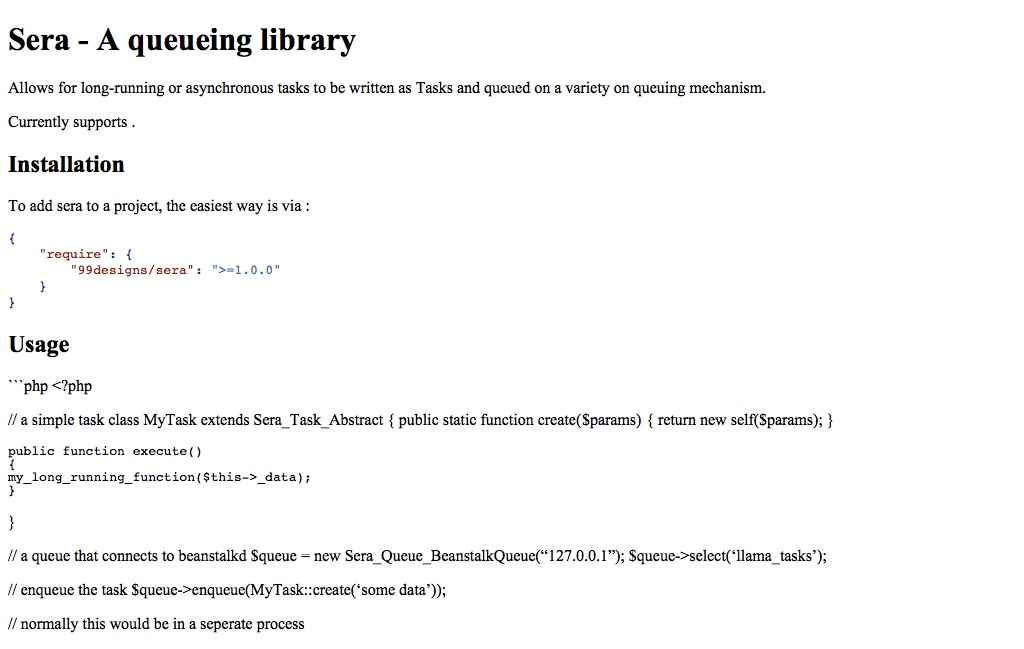 Sera - A queueing library
Allows for long-running or asynchronous tasks to be written as Tasks and queued on a variety on queuing mechanism.
Currently supports .
Installation
To add sera to a project, the easiest way is via :
{
    "require": {
        "99designs/sera": ">=1.0.0"
    }
}
Usage
```php <?php
// a simple task class MyTask extends Sera_Task_Abstract { public static function create($params) { return new self($params); }
public function execute()
{
my_long_running_function($this->_data);
}
}
// a queue that connects to beanstalkd $queue = new Sera_Queue_BeanstalkQueue(“127.0.0.1”); $queue->select(‘llama_tasks’);
// enqueue the task $queue->enqueue(MyTask::create(‘some data’));
// normally this would be in a seperate process